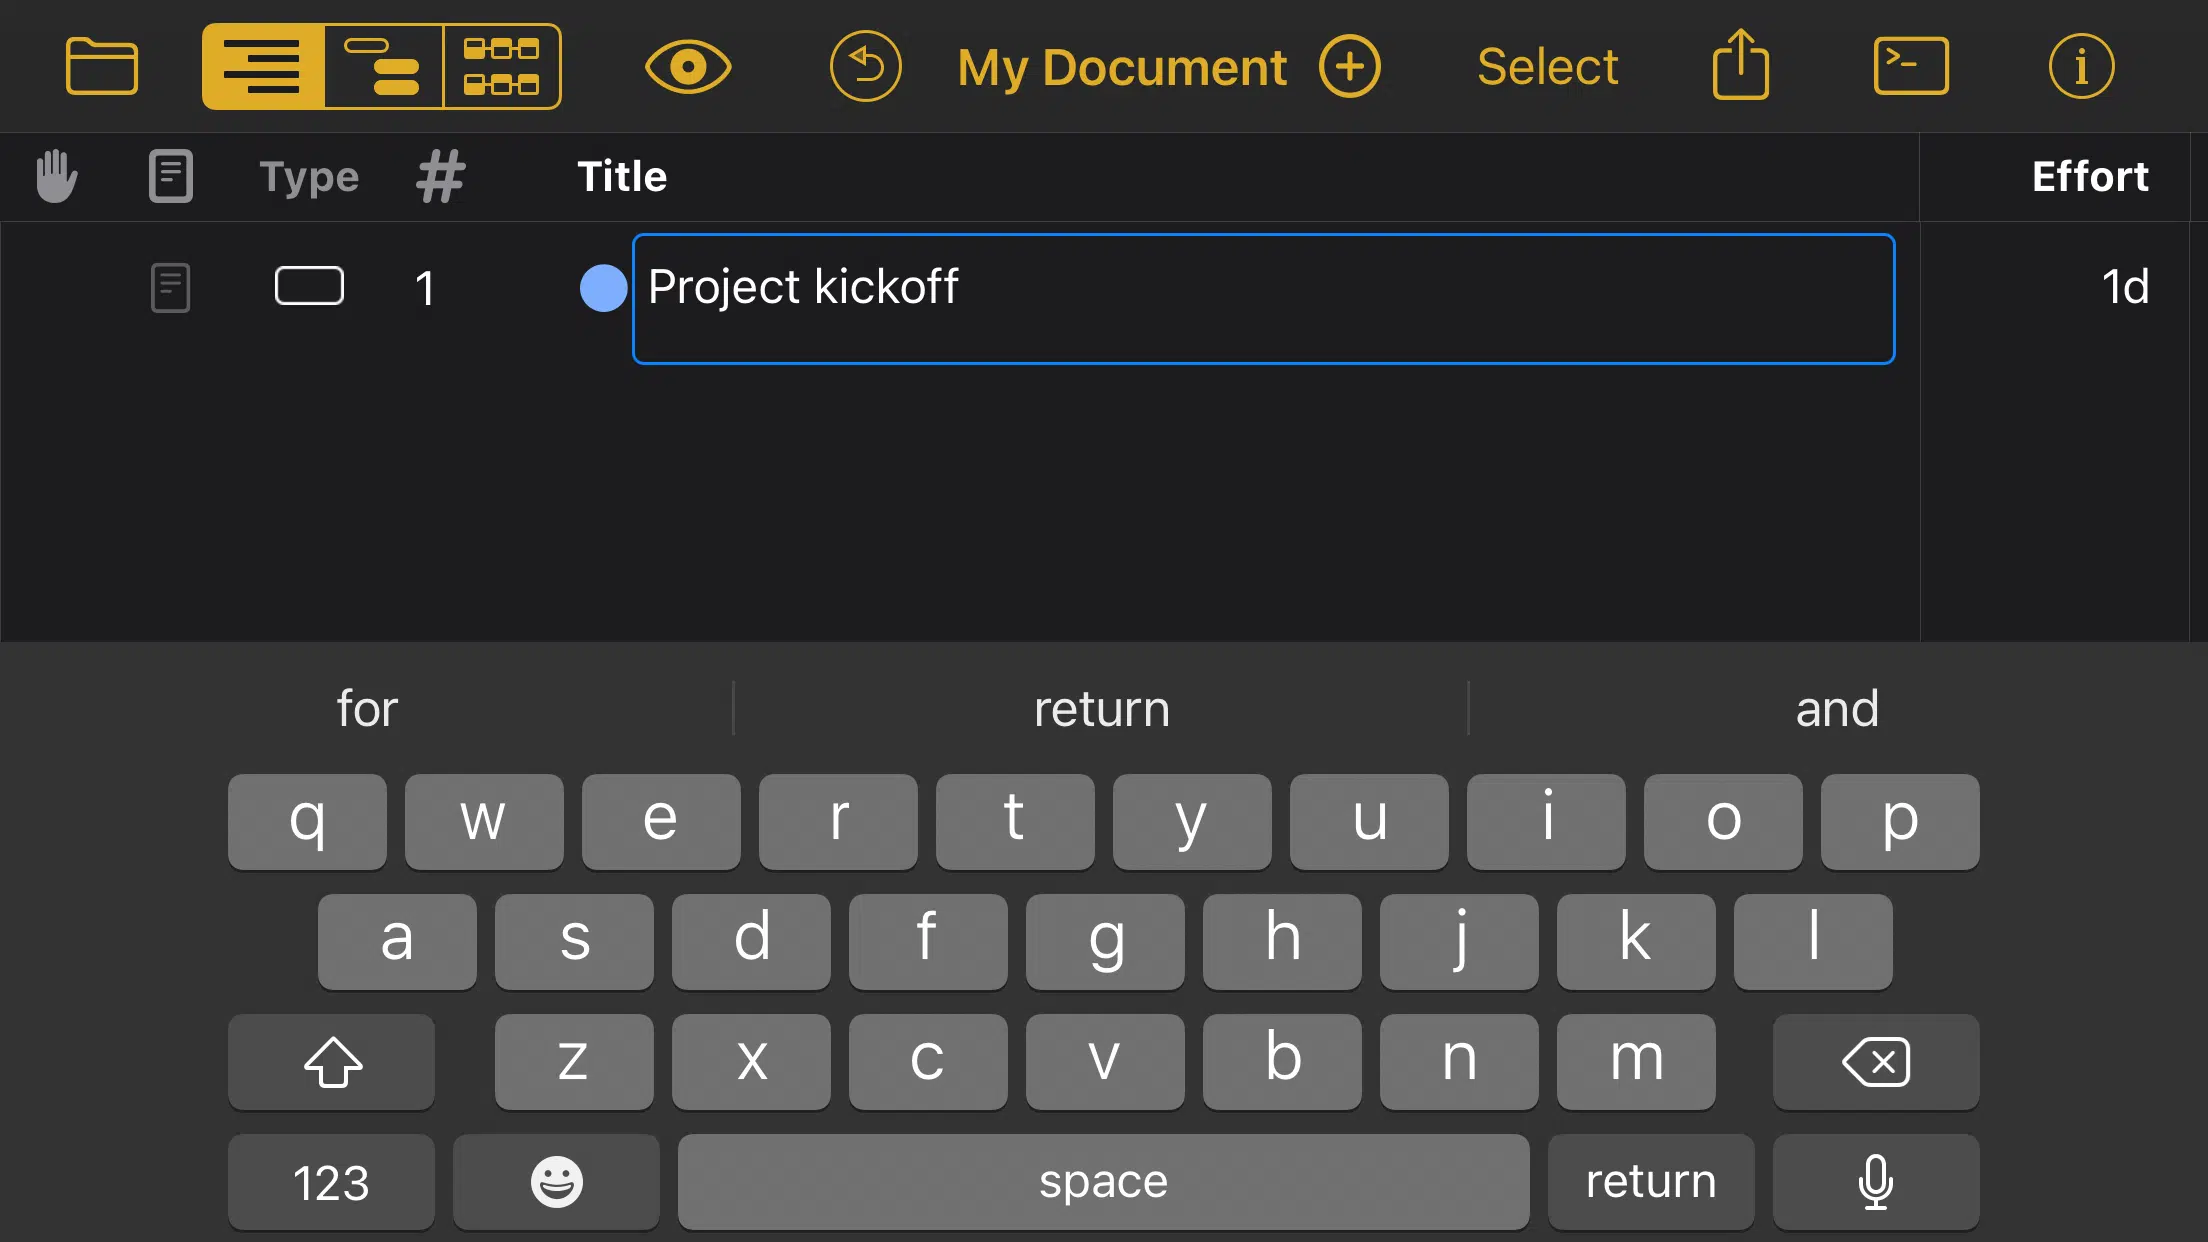 My Document Select
Type # Title Effort
1 Project kickoff 1d
for return and
q w e r t y u i o p
a s d f g h j k l
z x c v b n m
123 space return